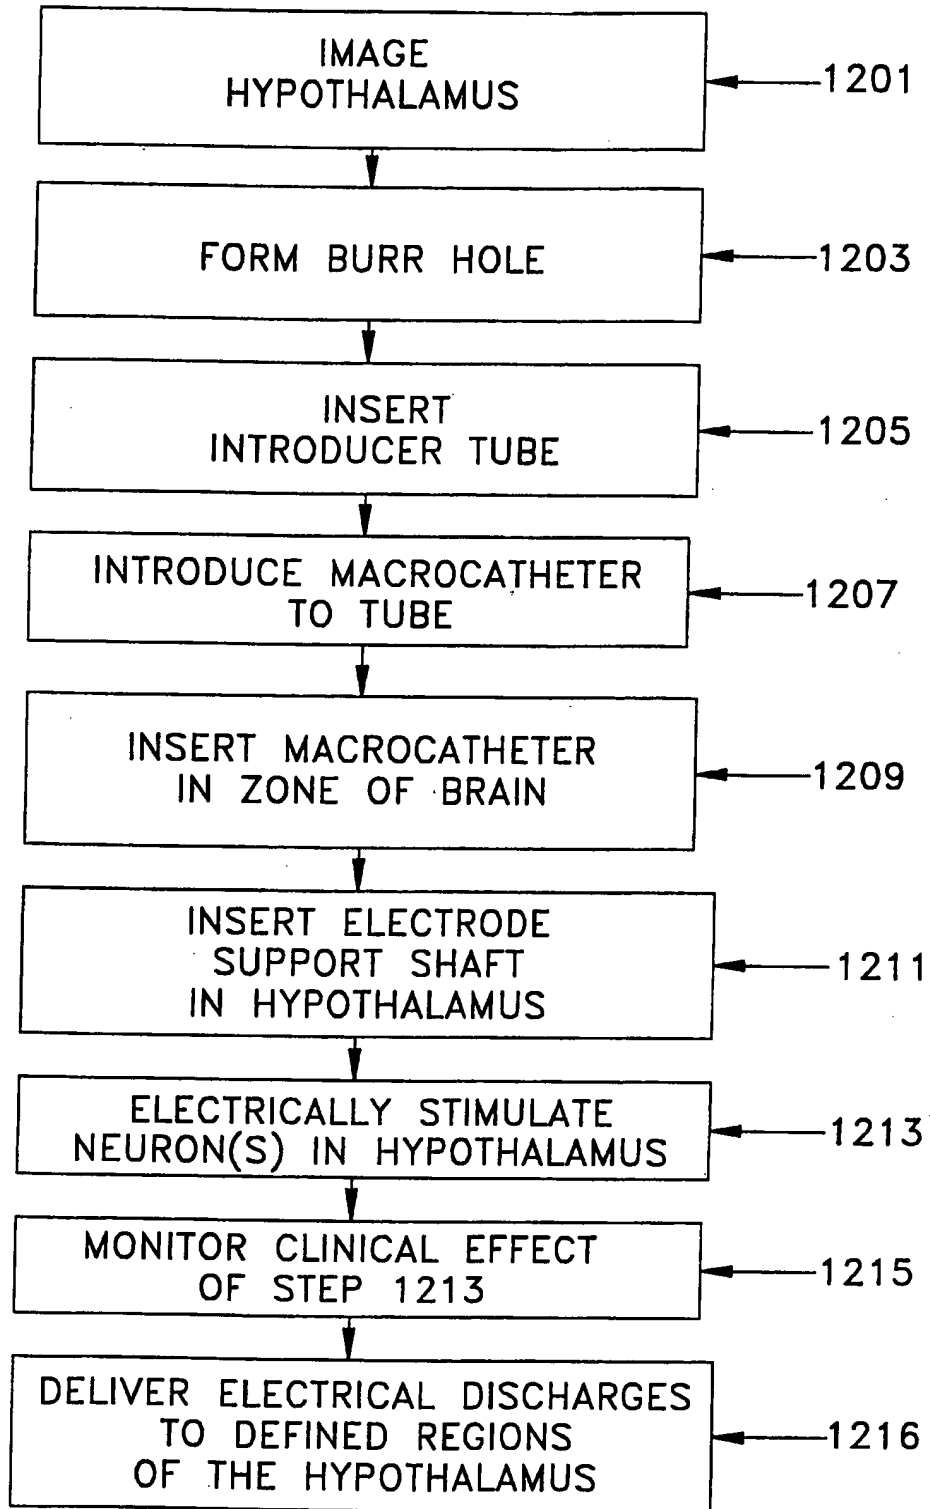 IMAGE
HYPOTHALAMUS
1201
FORM BURR HOLE
1203
INSERT
INTRODUCER TUBE
1205
INTRODUCE MACROCATHETER
TO TUBE
1207
INSERT MACROCATHETER
IN ZONE OF BRAIN
1209
INSERT ELECTRODE
SUPPORT SHAFT
IN HYPOTHALAMUS
1211
ELECTRICALLY STIMULATE
NEURON(S) IN HYPOTHALAMUS
1213
MONITOR CLINICAL EFFECT
OF STEP 1213
1215
DELIVER ELECTRICAL DISCHARGES
TO DEFINED REGIONS
OF THE HYPOTHALAMUS
1216